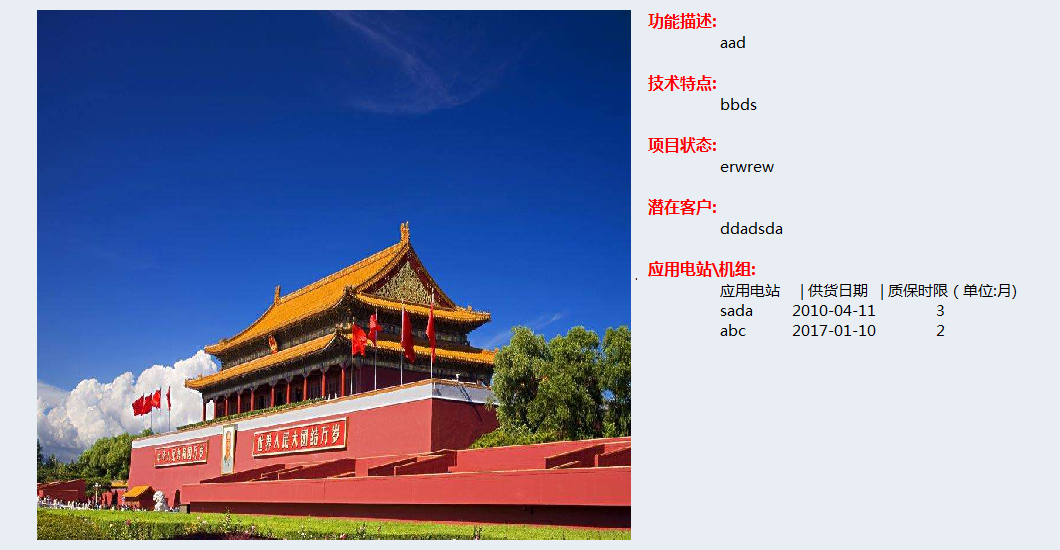 功能描述:
aad
技术特点:
bbds
项目状态:
erwrew
潜在客户:
ddadsda
应用电站\机组:
应用电站 | 供货日期 | 质保时限 ( 单位:月)
sada 2010-04-11 3
abc 2017-01-10 2
中华人民共和国万岁
世界人民大团结万岁